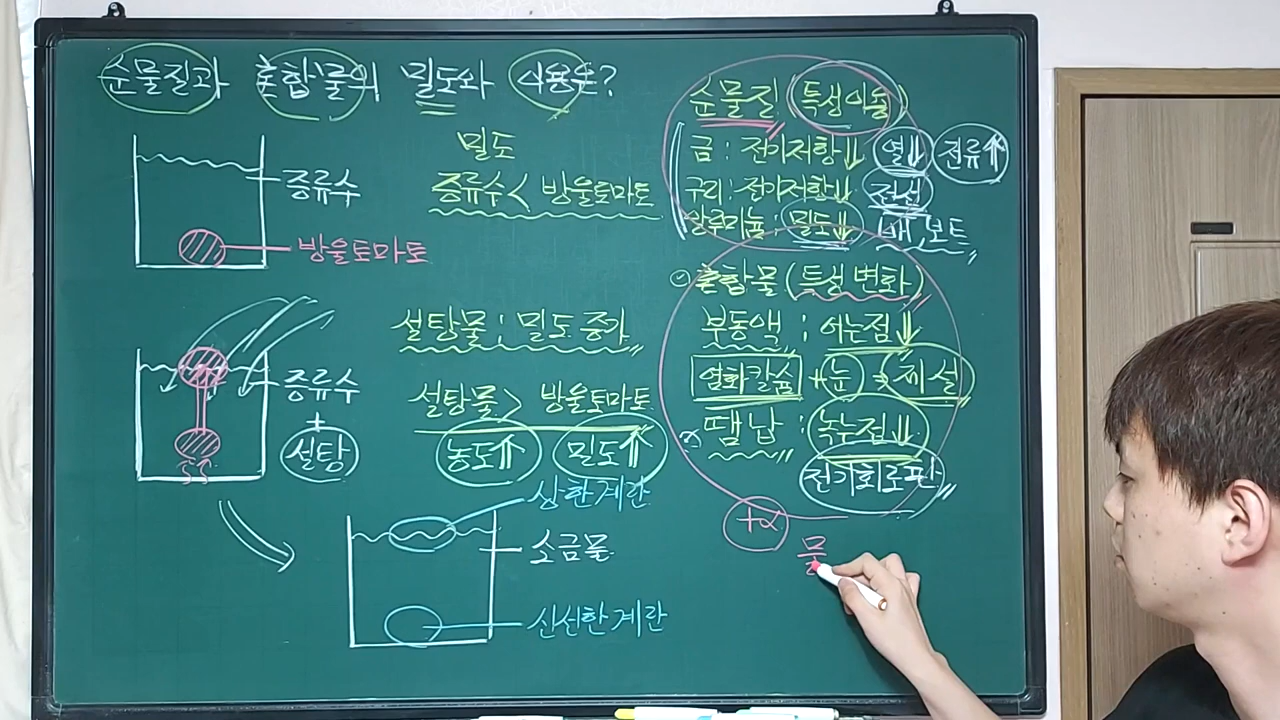 순물질과 혼합물의 밀도와 사용은?
증류수
방울토마토
밀도
증류수 < 방울토마토
증류수
+
설탕
설탕물 : 밀도 증가
설탕물 > 방울토마토
농도↑ 밀도↑
상한계란
소금물
신선한계란
순물질 (특성이용)
금 : 전기저항↓ 열↓ 전류↑
구리 : 전기저항↓ 전선
알루미늄 : 밀도↓ 배, 보트
혼합물 (특성변화)
부동액 : 어는점↓
염화칼슘 + 눈 제설
땜납 : 녹는점↓
전기회로판
+α
물